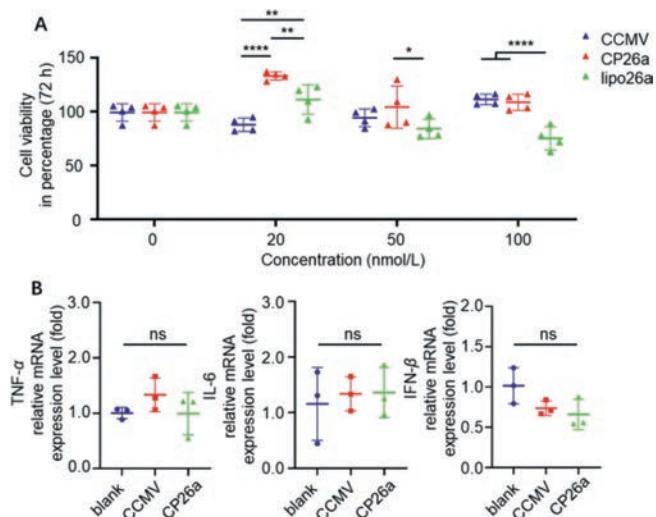 A
Cell viability
in percentage (72 h)
150
100
50
0
**
**
****
*
****
CCMV
CP26a
lipo26a
0
20
50
100
Concentration (nmol/L)
B
TNF-α
relative mRNA
expression level (fold)
3.0
2.0
1.0
0.0
ns
blank
CCMV
CP26a
IL-6
relative mRNA
expression level (fold)
3.0
2.0
1.0
0.0
ns
blank
CCMV
CP26a
IFN-β
relative mRNA
expression level (fold)
2.0
1.5
1.0
0.5
0.0
ns
blank
CCMV
CP26a